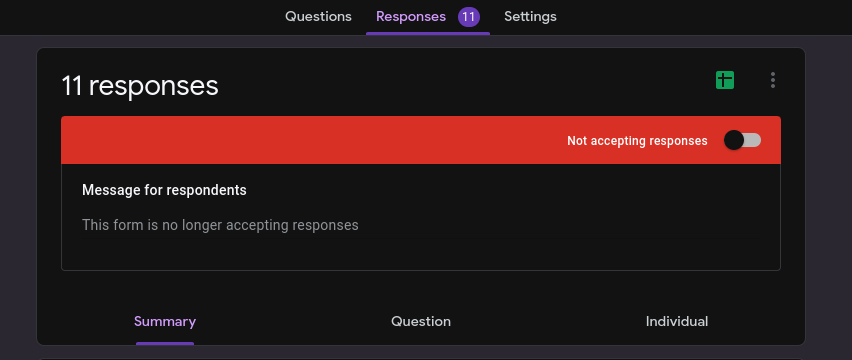 Questions Responses 11 Settings
11 responses
Not accepting responses
Message for respondents
This form is no longer accepting responses
Summary Question Individual